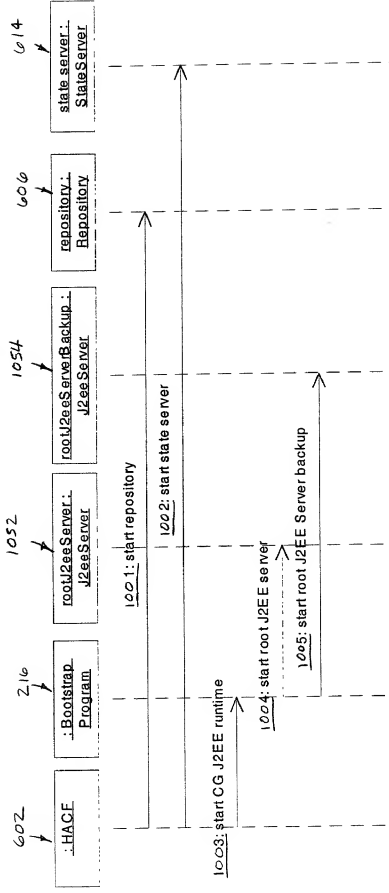 602
: HACF
216
: Bootstrap
Program
1052
rootJ2eeServer :
J2eeServer
1054
rootJ2eeServerBackup :
J2eeServer
606
repository :
Repository
614
state server :
StateServer
1001: start repository
1002: start state server
1003: start CG J2EE runtime
1004: start root J2EE server
1005: start root J2EE Server backup